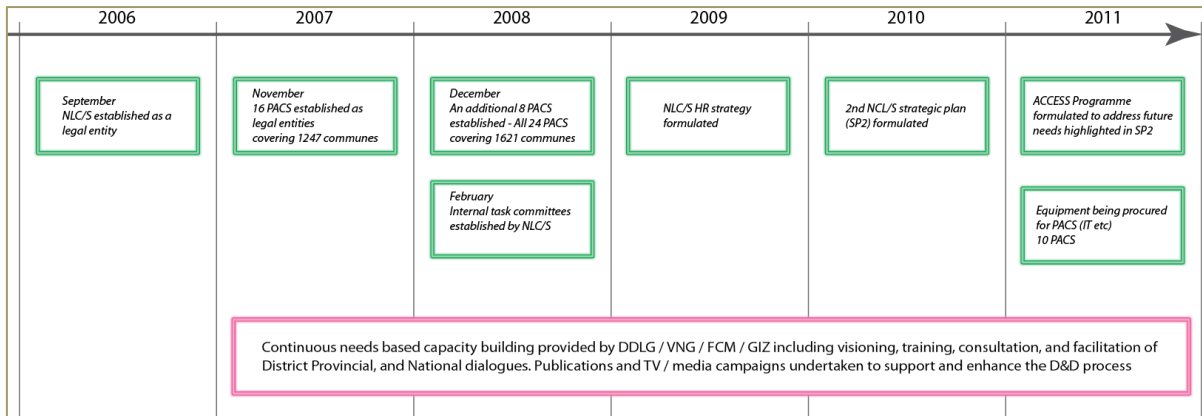 2006
2007
2008
2009
2010
2011
September
NLC/S established as a
legal entity
November
16 PACS established as
legal entities
covering 1247 communes
December
An additional 8 PACS
established - All 24 PACS
covering 1621 communes
NLC/S HR strategy
formulated
2nd NCL/S strategic plan
(SP2) formulated
ACCESS Programme
formulated to address future
needs highlighted in SP2
February
Internal task committees
established by NLC/S
Equipment being procured
for PACS (IT etc)
10 PACS
Continuous needs based capacity building provided by DDLG / VNG / FCM / GIZ including visioning, training, consultation, and facilitation of
District Provincial, and National dialogues. Publications and TV / media campaigns undertaken to support and enhance the D&D process